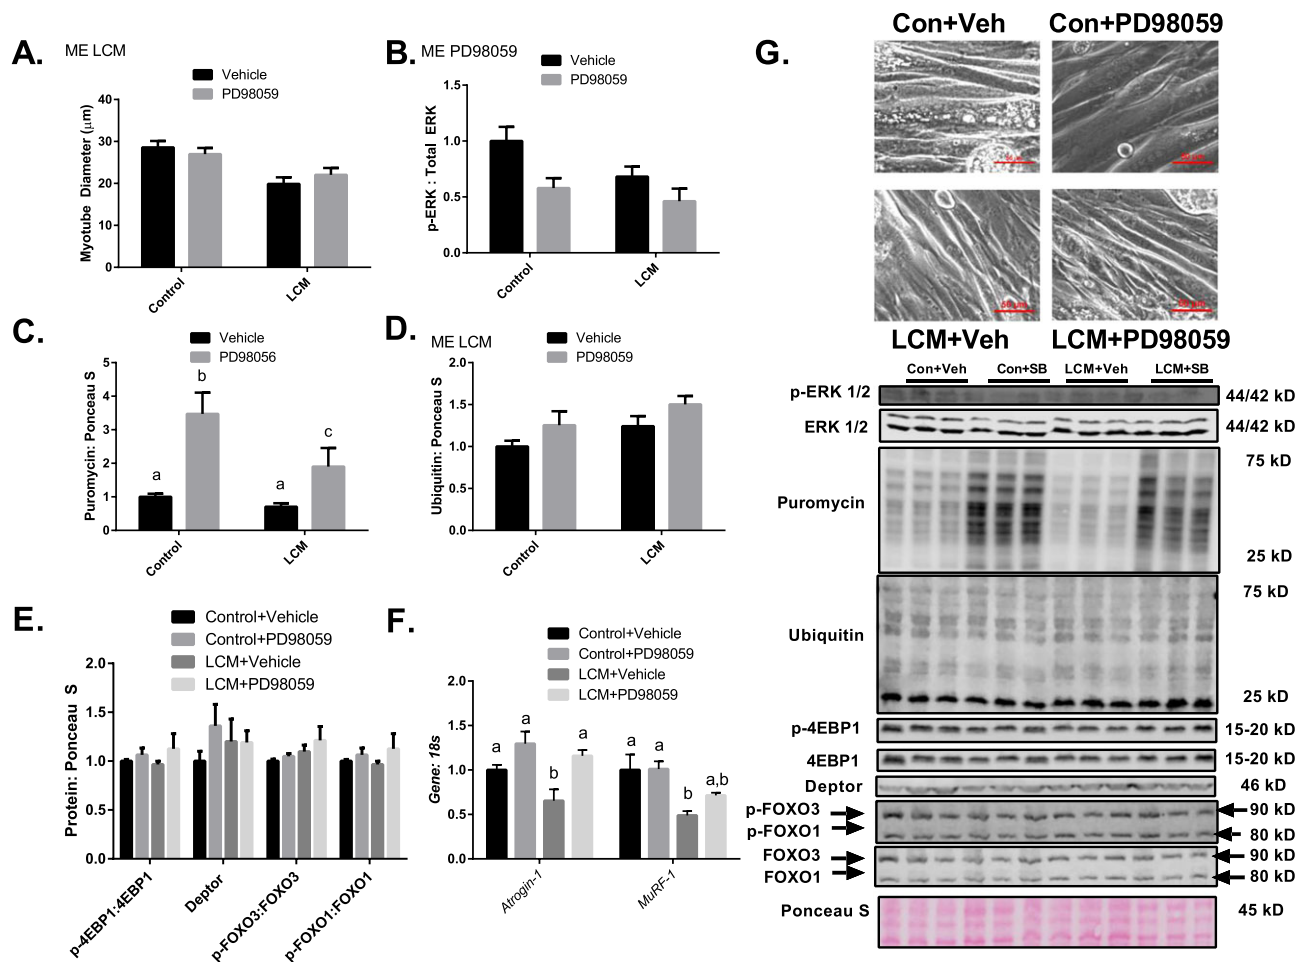 A.
ME LCM
Vehicle
PD98059
Myotube Diameter (μm)
40
30
20
10
0
Control
LCM
B.
ME PD98059
Vehicle
PD98059
p-ERK : Total ERK
1.5
1.0
0.5
0.0
Control
LCM
C.
Vehicle
PD98056
Puromycin: Ponceau S
5
4
3
2
1
0
a
b
a
c
Control
LCM
D.
ME LCM
Vehicle
PD98059
Ubiquitin: Ponceau S
2.0
1.5
1.0
0.5
0.0
Control
LCM
E.
Control+Vehicle
Control+PD98059
LCM+Vehicle
LCM+PD98059
Protein: Ponceau S
2.0
1.5
1.0
0.5
0.0
p-4EBP1:4EBP1
Deptor
p-FOXO3:FOXO3
p-FOXO1:FOXO1
F.
Control+Vehicle
Control+PD98059
LCM+Vehicle
LCM+PD98059
Gene: 18s
2.0
1.5
1.0
0.5
0.0
a
a
b
a
a
a
b
a,b
Atrogin-1
MuRF-1
G.
Con+Veh
Con+PD98059
50 μm
50 μm
LCM+Veh
LCM+PD98059
Con+Veh
Con+SB
LCM+Veh
LCM+SB
p-ERK 1/2
44/42 kD
ERK 1/2
44/42 kD
75 kD
Puromycin
25 kD
75 kD
Ubiquitin
25 kD
p-4EBP1
15-20 kD
4EBP1
15-20 kD
Deptor
46 kD
p-FOXO3
90 kD
p-FOXO1
80 kD
FOXO3
90 kD
FOXO1
80 kD
Ponceau S
45 kD